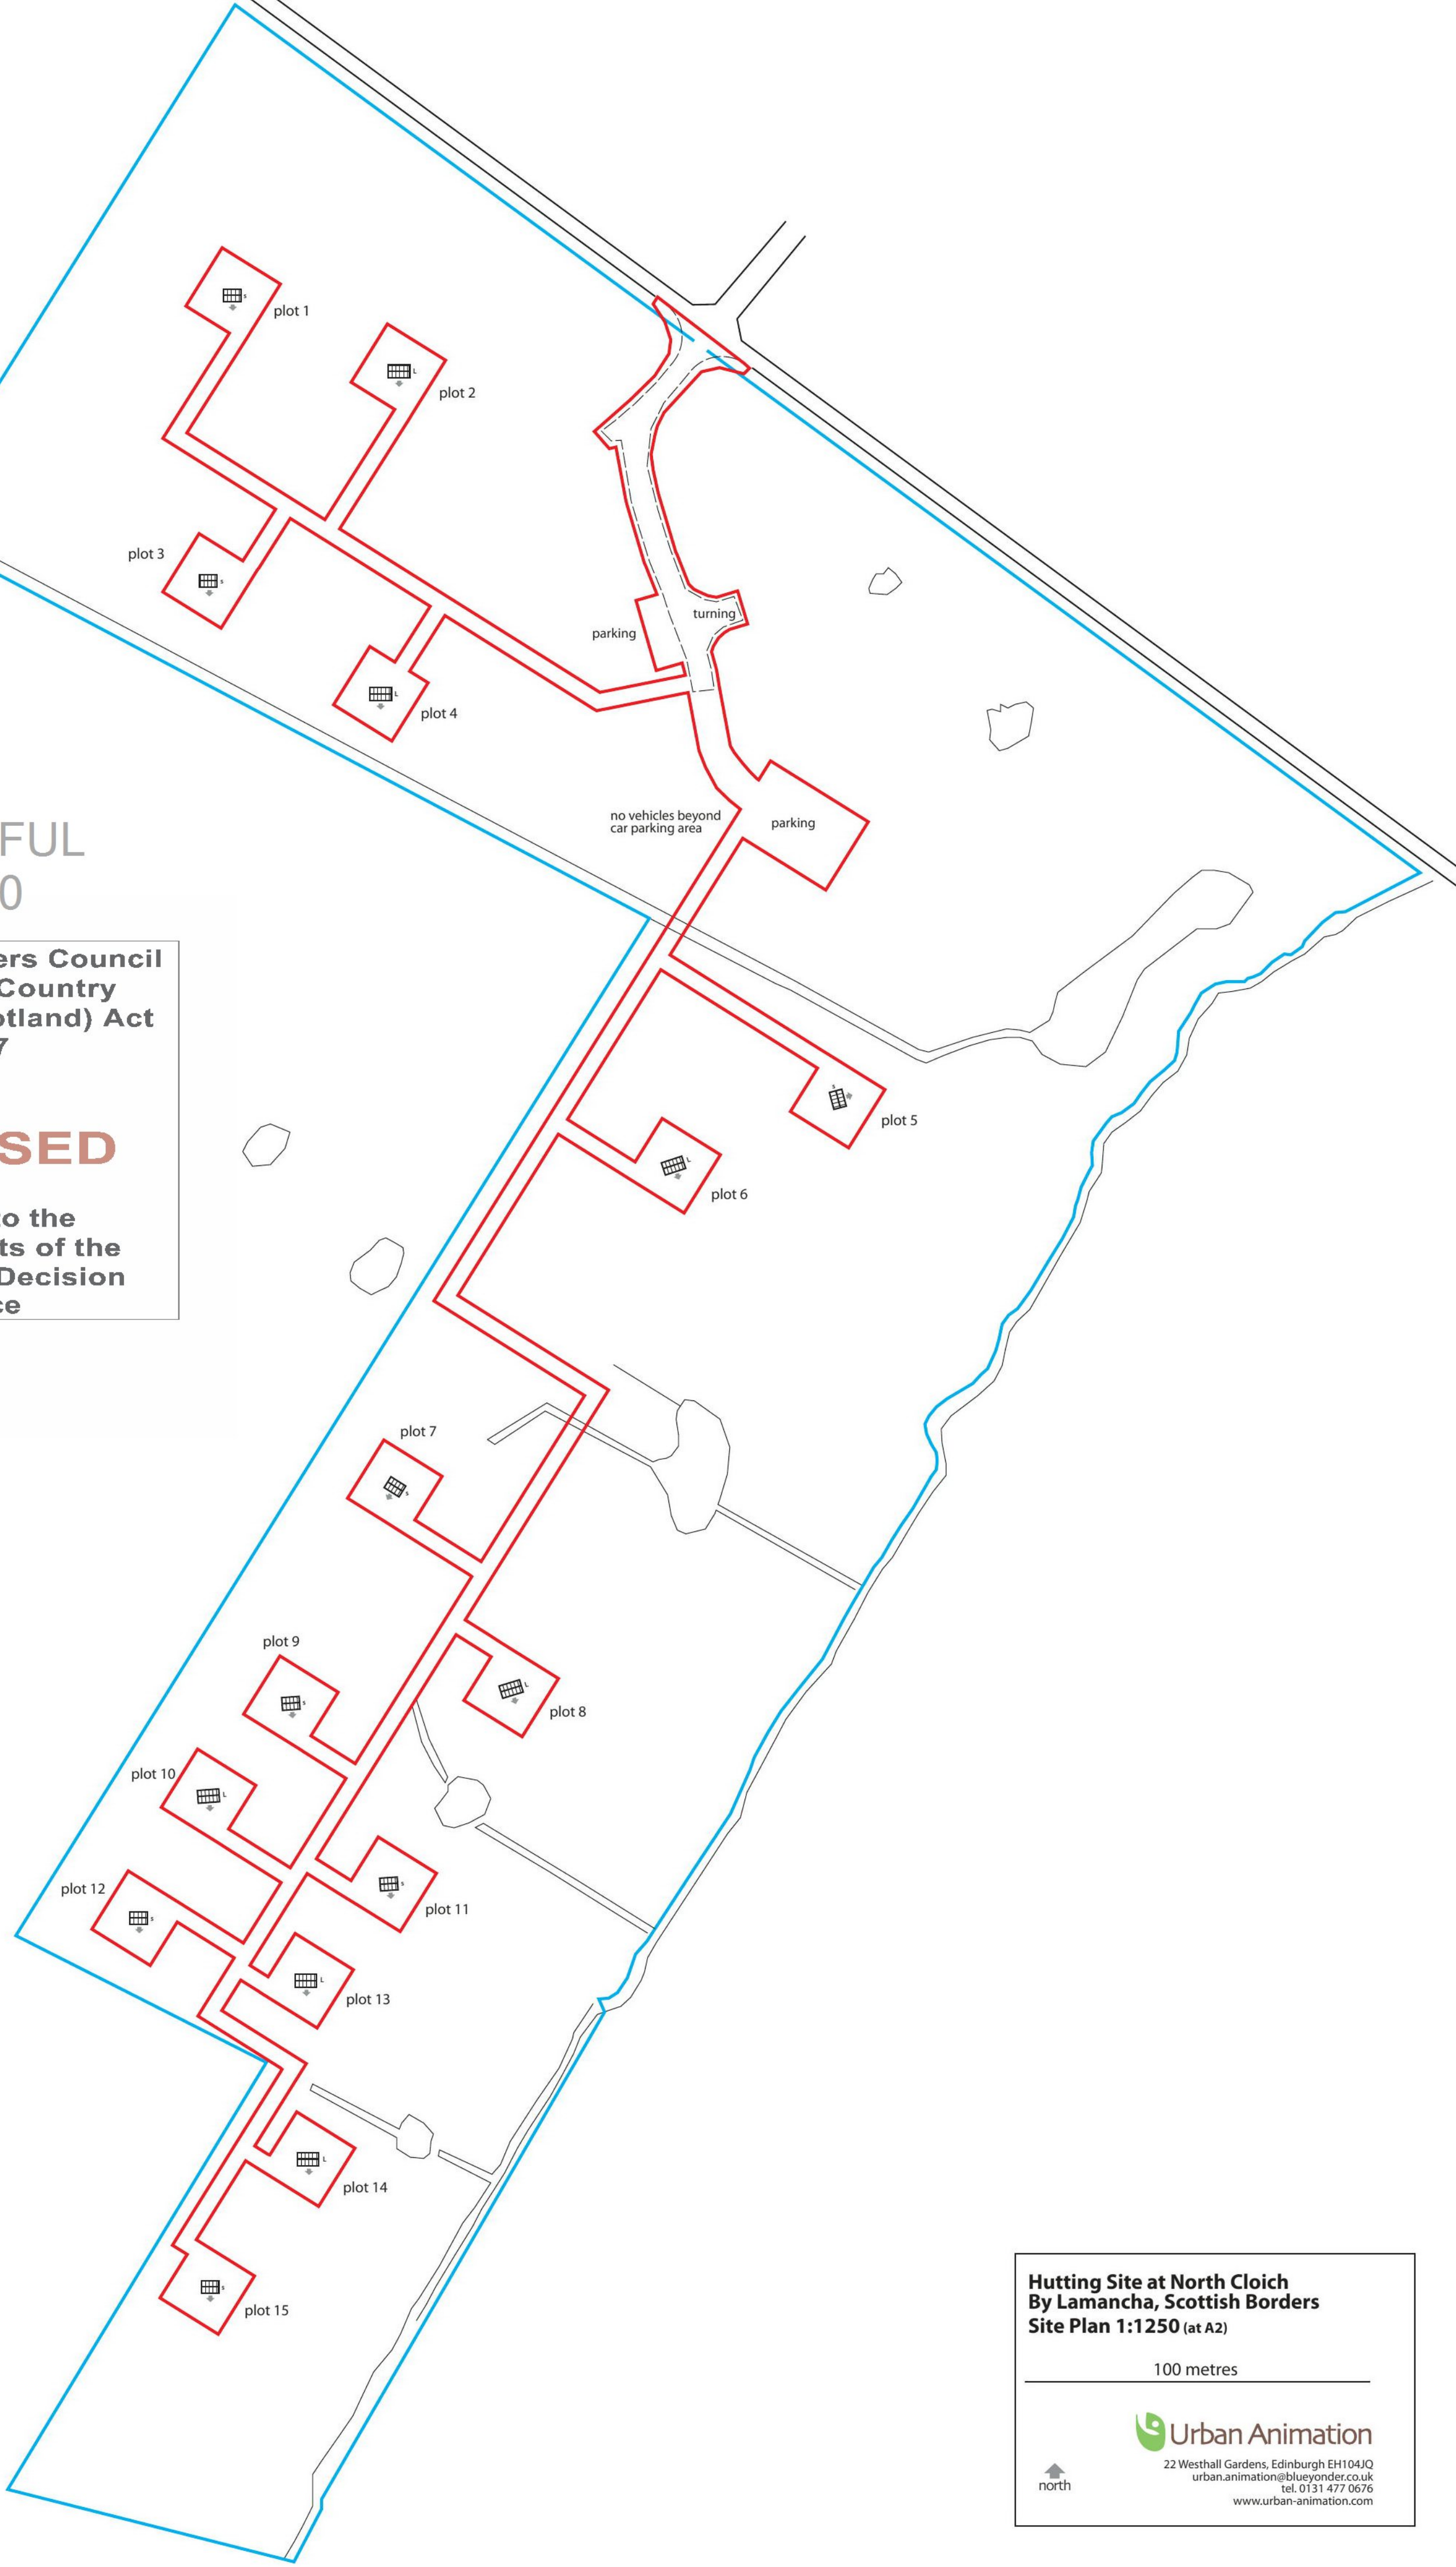 plot 1
s
plot 2
L
plot 3
s
parking
turning
plot 4
L
no vehicles beyond
car parking area
parking
FUL
0
ers Council
Country
otland) Act
7
SED
to the
ts of the
Decision
ce
plot 5
s
plot 6
L
plot 7
s
plot 8
L
plot 9
s
plot 10
L
plot 11
s
plot 12
s
plot 13
L
plot 14
L
plot 15
s
Hutting Site at North Cloich
By Lamancha, Scottish Borders
Site Plan 1:1250 (at A2)
100 metres
Urban Animation
22 Westhall Gardens, Edinburgh EH104JQ
urban.animation@blueyonder.co.uk
tel. 0131 477 0676
www.urban-animation.com
north